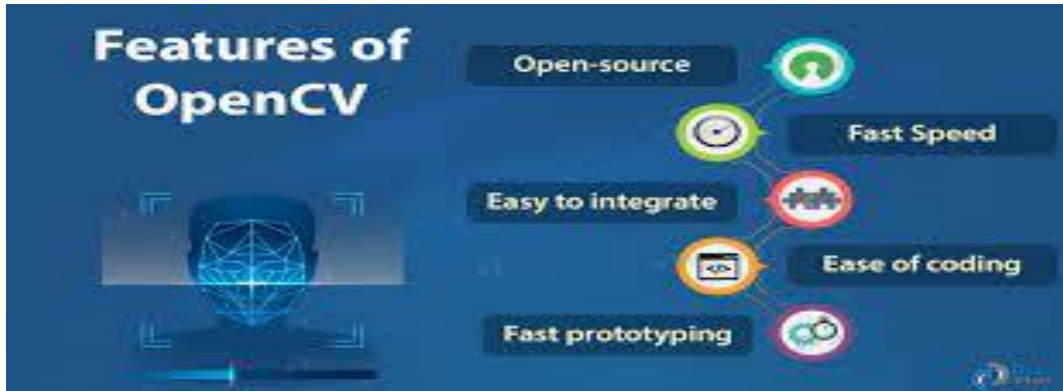 Features of
OpenCV
Open-source
Fast Speed
Easy to integrate
Ease of coding
</>
Fast prototyping